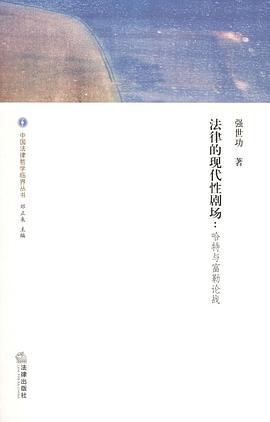 强世功 著
法律的现代性剧场：
哈特与富勒论战
中国法律哲学临界丛书
邓正来 主编
法律出版社